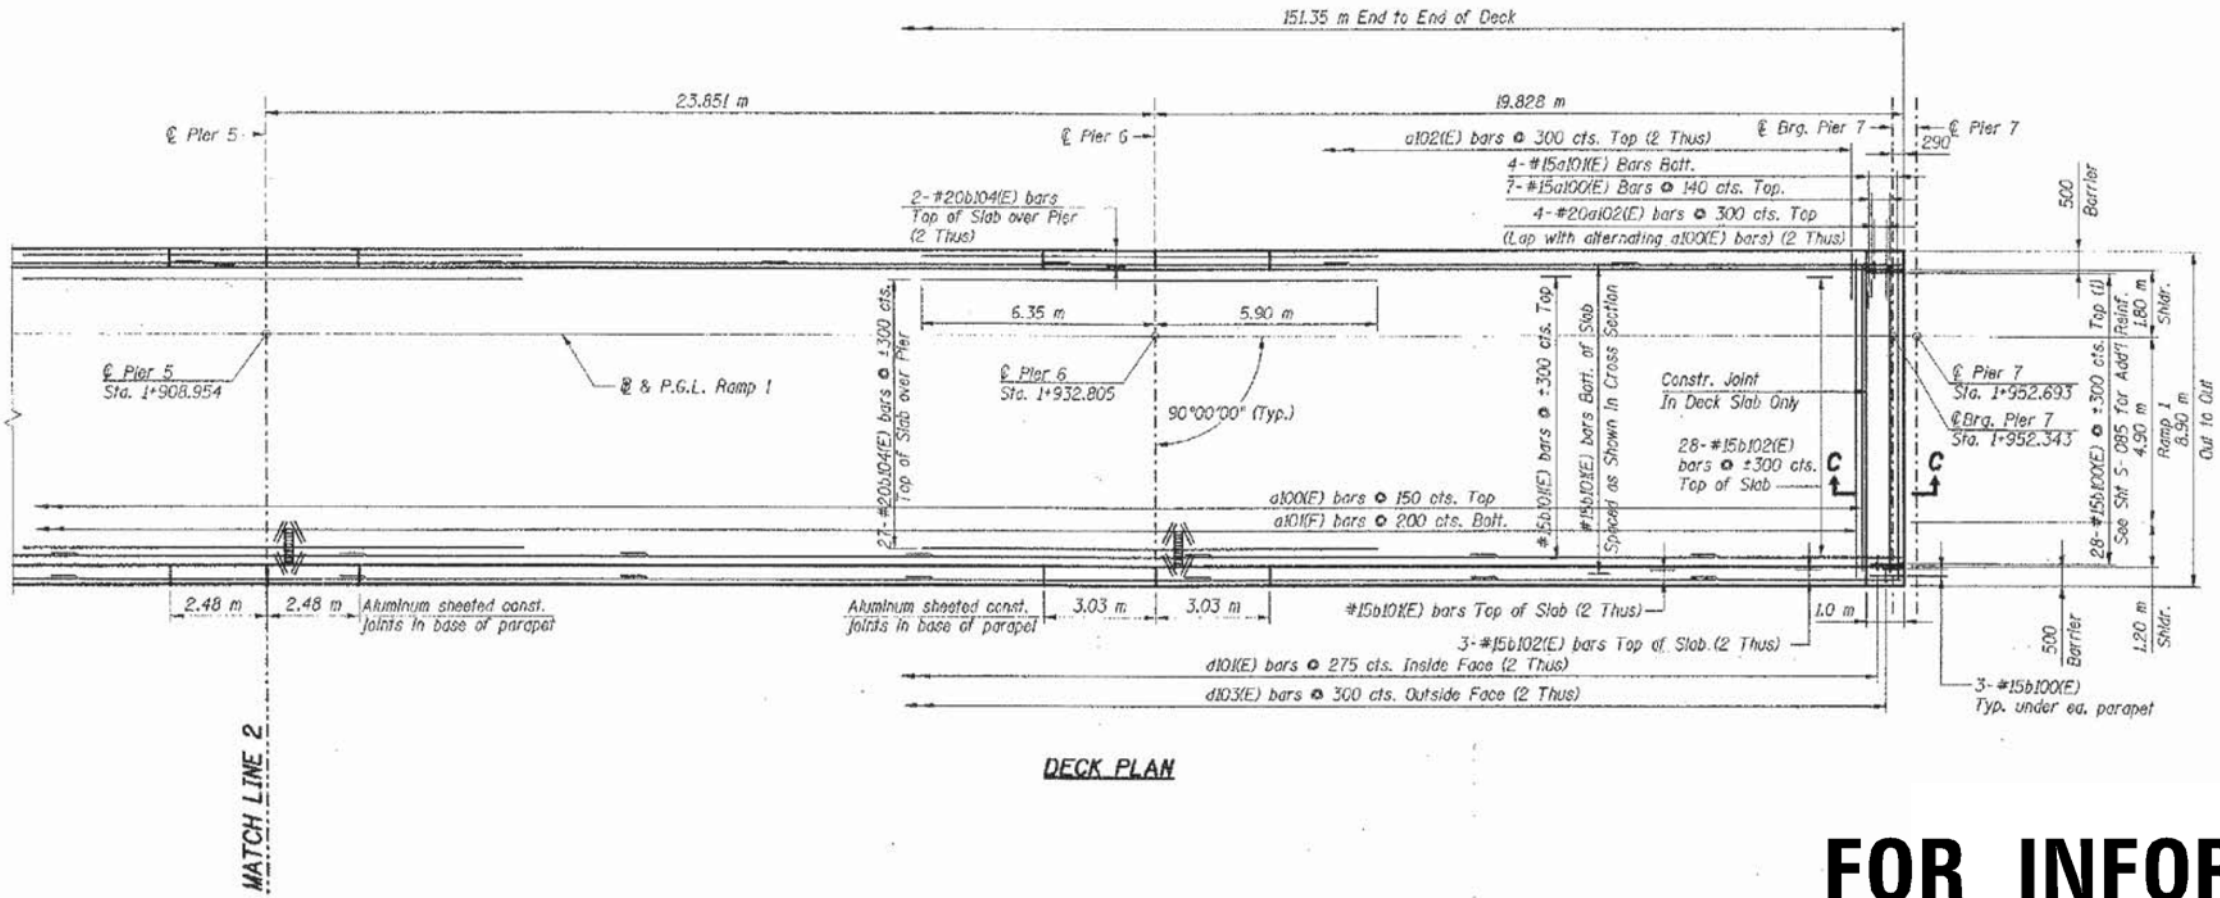 151.35 m End to End of Deck
23.851 m
19.828 m
℄ Pier 5
℄ Pier 6
a102(E) bars @ 300 cts. Top (2 Thus)
℄ Brg. Pier 7
℄ Pier 7
290
4-#15a101(E) Bars Bott.
7-#15a100(E) Bars @ 140 cts. Top.
4-#20a102(E) bars @ 300 cts. Top
(Lap with alternating a100(E) bars) (2 Thus)
2-#20b104(E) bars
Top of Slab over Pier
(2 Thus)
500
Barrier
6.35 m
5.90 m
27-#20b104(E) bars @ ±300 cts.
Top of Slab over Pier
#15b101(E) bars @ ±300 cts. Top
#15b101(E) bars Bott. of Slab
Spaced as Shown in Cross Section
28-#15b100(E) @ ±300 cts. Top (1)
See Sht S-085 for Add'l Reinf.
1.80 m
Shldr.
4.90 m
Ramp 1
8.90 m
Out to Out
℄ Pier 5
Sta. 1+908.954
& P.G.L. Ramp 1
℄ Pier 6
Sta. 1+932.805
90°00'00" (Typ.)
Constr. Joint
In Deck Slab Only
℄ Pier 7
Sta. 1+952.693
℄ Brg. Pier 7
Sta. 1+952.343
28-#15b102(E)
bars @ ±300 cts.
Top of Slab
C
C
a100(E) bars @ 150 cts. Top
a101(E) bars @ 200 cts. Bott.
2.48 m
2.48 m
Aluminum sheeted const.
joints in base of parapet
Aluminum sheeted const.
joints in base of parapet
3.03 m
3.03 m
#15b101(E) bars Top of Slab (2 Thus)
1.0 m
3-#15b102(E) bars Top of Slab (2 Thus)
500
Barrier
1.20 m
Shldr.
d101(E) bars @ 275 cts. Inside Face (2 Thus)
d103(E) bars @ 300 cts. Outside Face (2 Thus)
3-#15b100(E)
Typ. under ea. parapet
MATCH LINE 2
DECK PLAN
FOR INFOR